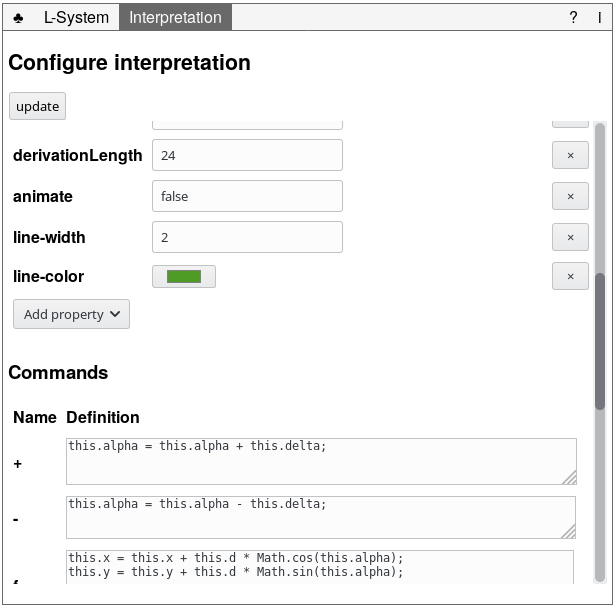 ♣ L-System Interpretation ? I
Configure interpretation
update
derivationLength 24 ×
animate false ×
line-width 2 ×
line-color ×
Add property
Commands
Name Definition
+ this.alpha = this.alpha + this.delta;
- this.alpha = this.alpha - this.delta;
this.x = this.x + this.d * Math.cos(this.alpha);
this.y = this.y + this.d * Math.sin(this.alpha);